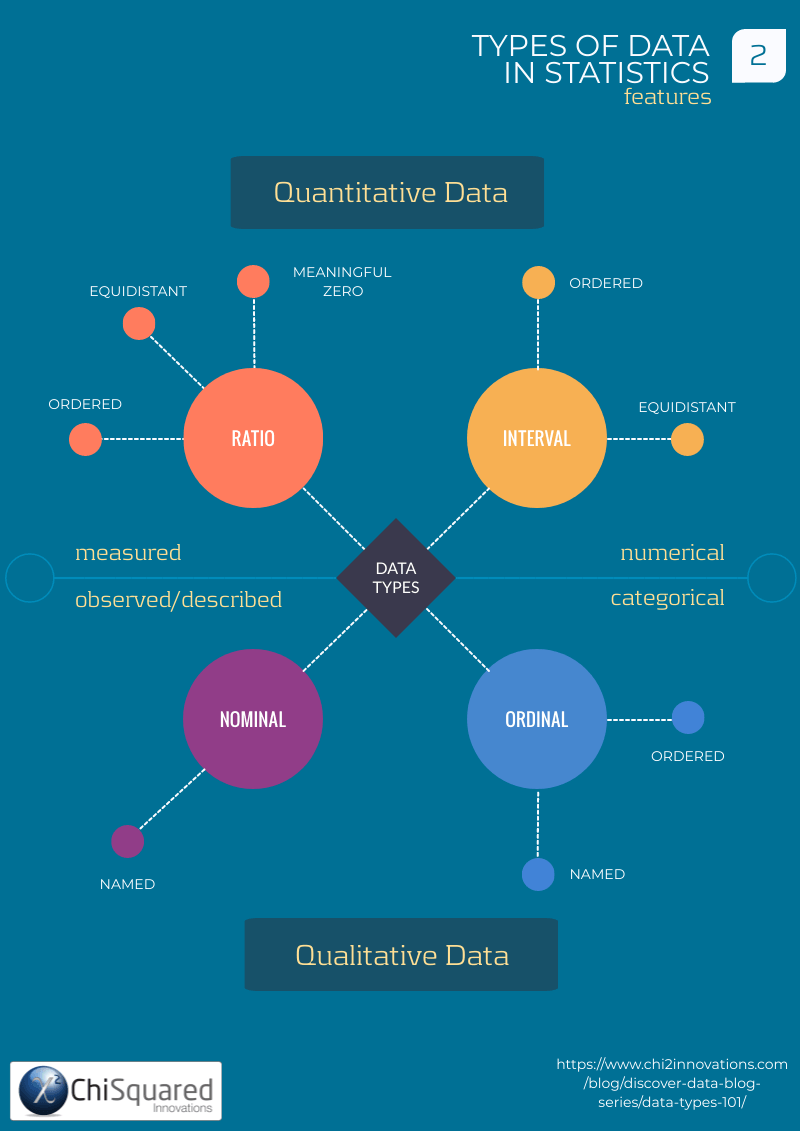 TYPES OF DATA
IN STATISTICS
features
2
Quantitative Data
MEANINGFUL
ZERO
EQUIDISTANT
ORDERED
RATIO
ORDERED
EQUIDISTANT
INTERVAL
measured
numerical
DATA
TYPES
observed/described
categorical
NOMINAL
NAMED
ORDINAL
ORDERED
NAMED
Qualitative Data
χ2
ChiSquared
Innovations
https://www.chi2innovations.com
/blog/discover-data-blog-
series/data-types-101/